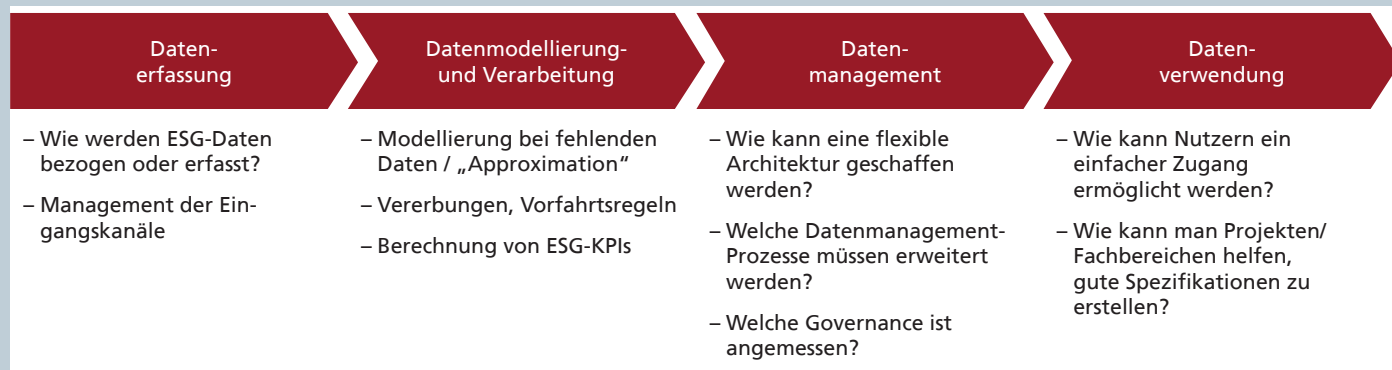 Daten-
erfassung
– Wie werden ESG-Daten
bezogen oder erfasst?
– Management der Ein-
gangskanäle
Datenmodellierung-
und Verarbeitung
– Modellierung bei fehlenden
Daten / „Approximation“
– Vererbungen, Vorfahrtsregeln
– Berechnung von ESG-KPIs
Daten-
management
– Wie kann eine flexible
Architektur geschaffen
werden?
– Welche Datenmanagement-
Prozesse müssen erweitert
werden?
– Welche Governance ist
angemessen?
Daten-
verwendung
– Wie kann Nutzern ein
einfacher Zugang
ermöglicht werden?
– Wie kann man Projekten/
Fachbereichen helfen,
gute Spezifikationen zu
erstellen?